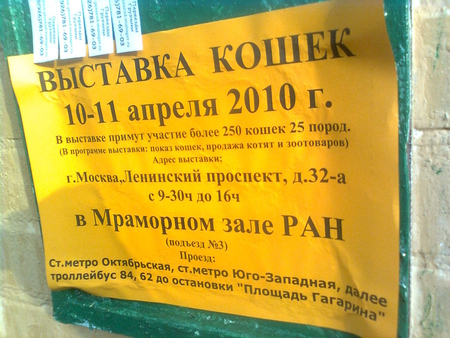 ВЫСТАВКА КОШЕК
10-11 апреля 2010 г.
В выставке примут участие более 250 кошек 25 пород.
(В программе выставки: показ кошек, продажа котят и зоотоваров)
Адрес выставки:
г.Москва,Ленинский проспект, д.32-а
с 9-30ч до 16ч
в Мраморном зале РАН
(подъезд №3)
Проезд:
Ст.метро Октябрьская, ст.метро Юго-Западная, далее
троллейбус 84, 62 до остановки "Площадь Гагарина"